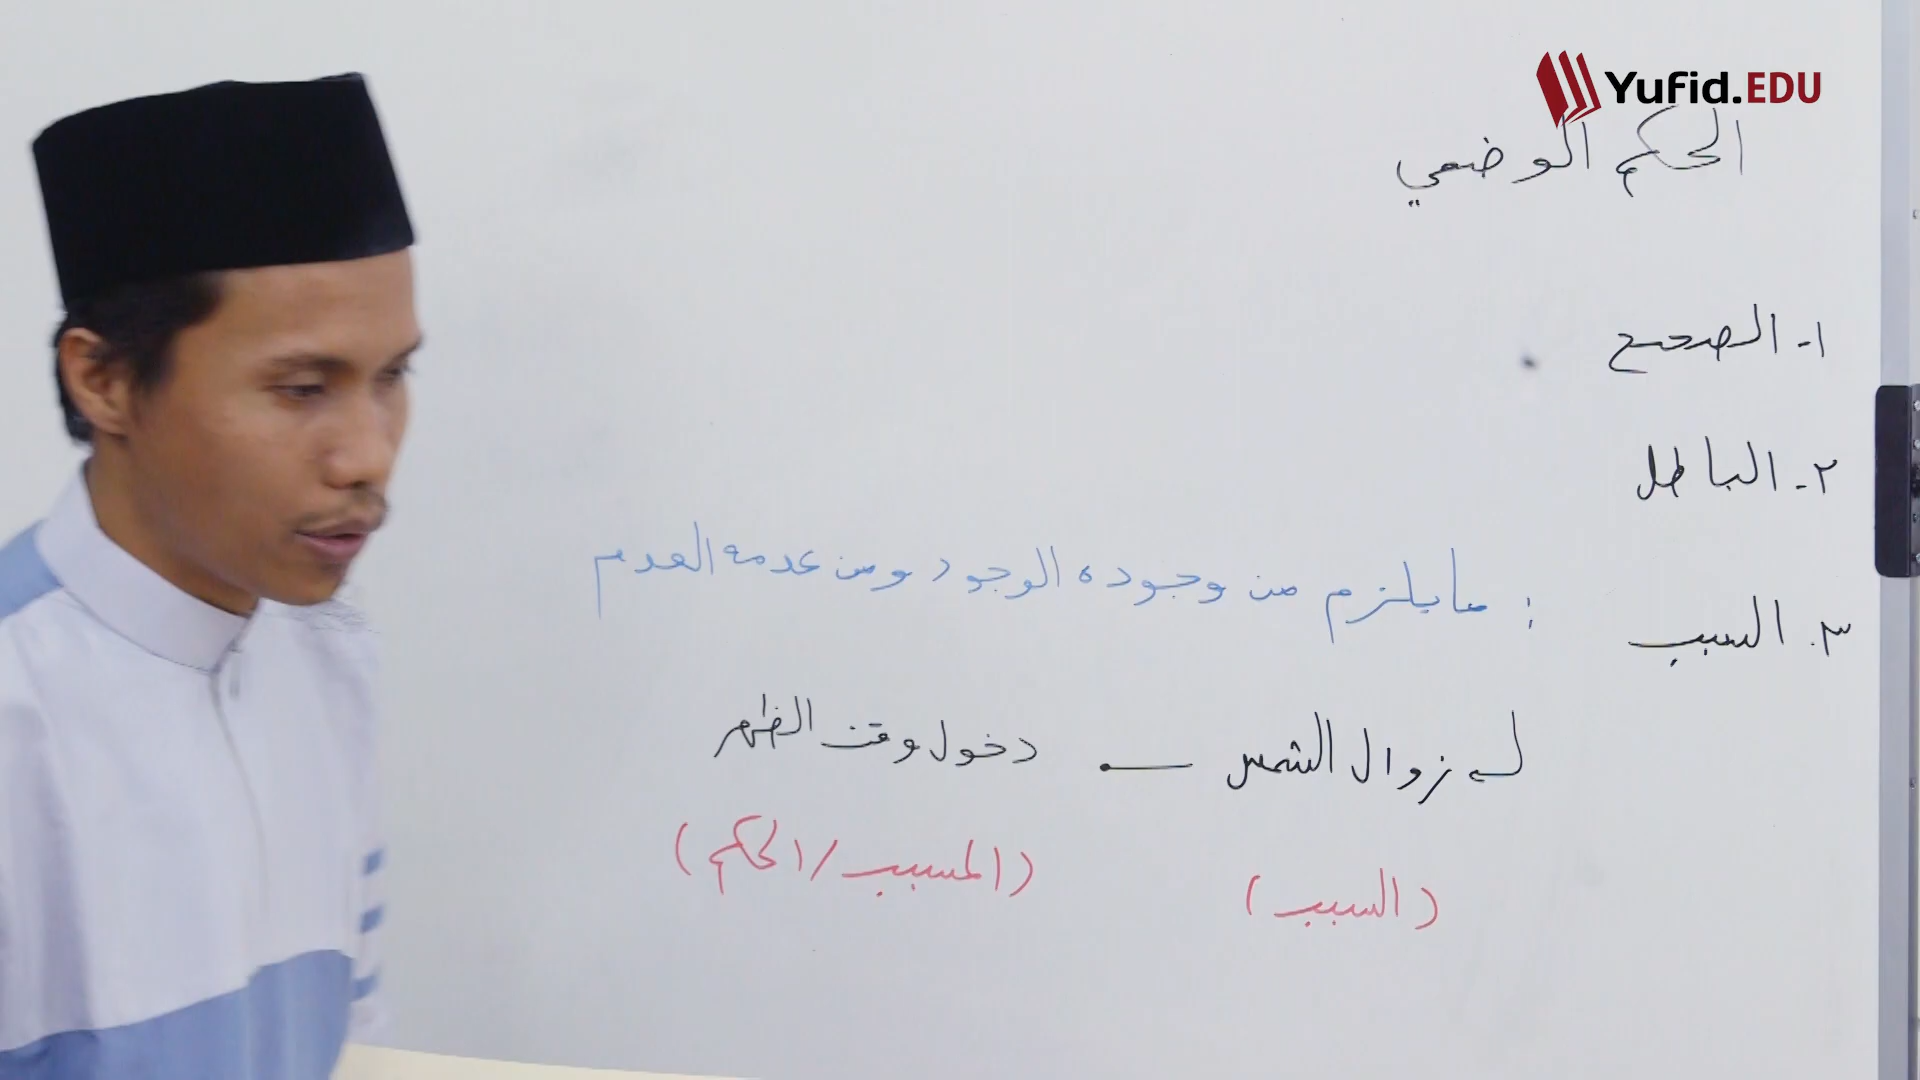 Yufid.EDU
الحكم الوضعي
١- الصحيح
٢- الباطل
٣. السبب : ما يلزم من وجوده الوجود ومن عدمه العدم
زوال الشمس — دخول وقت الظهر
(السبب) (المسبب/الحكم)